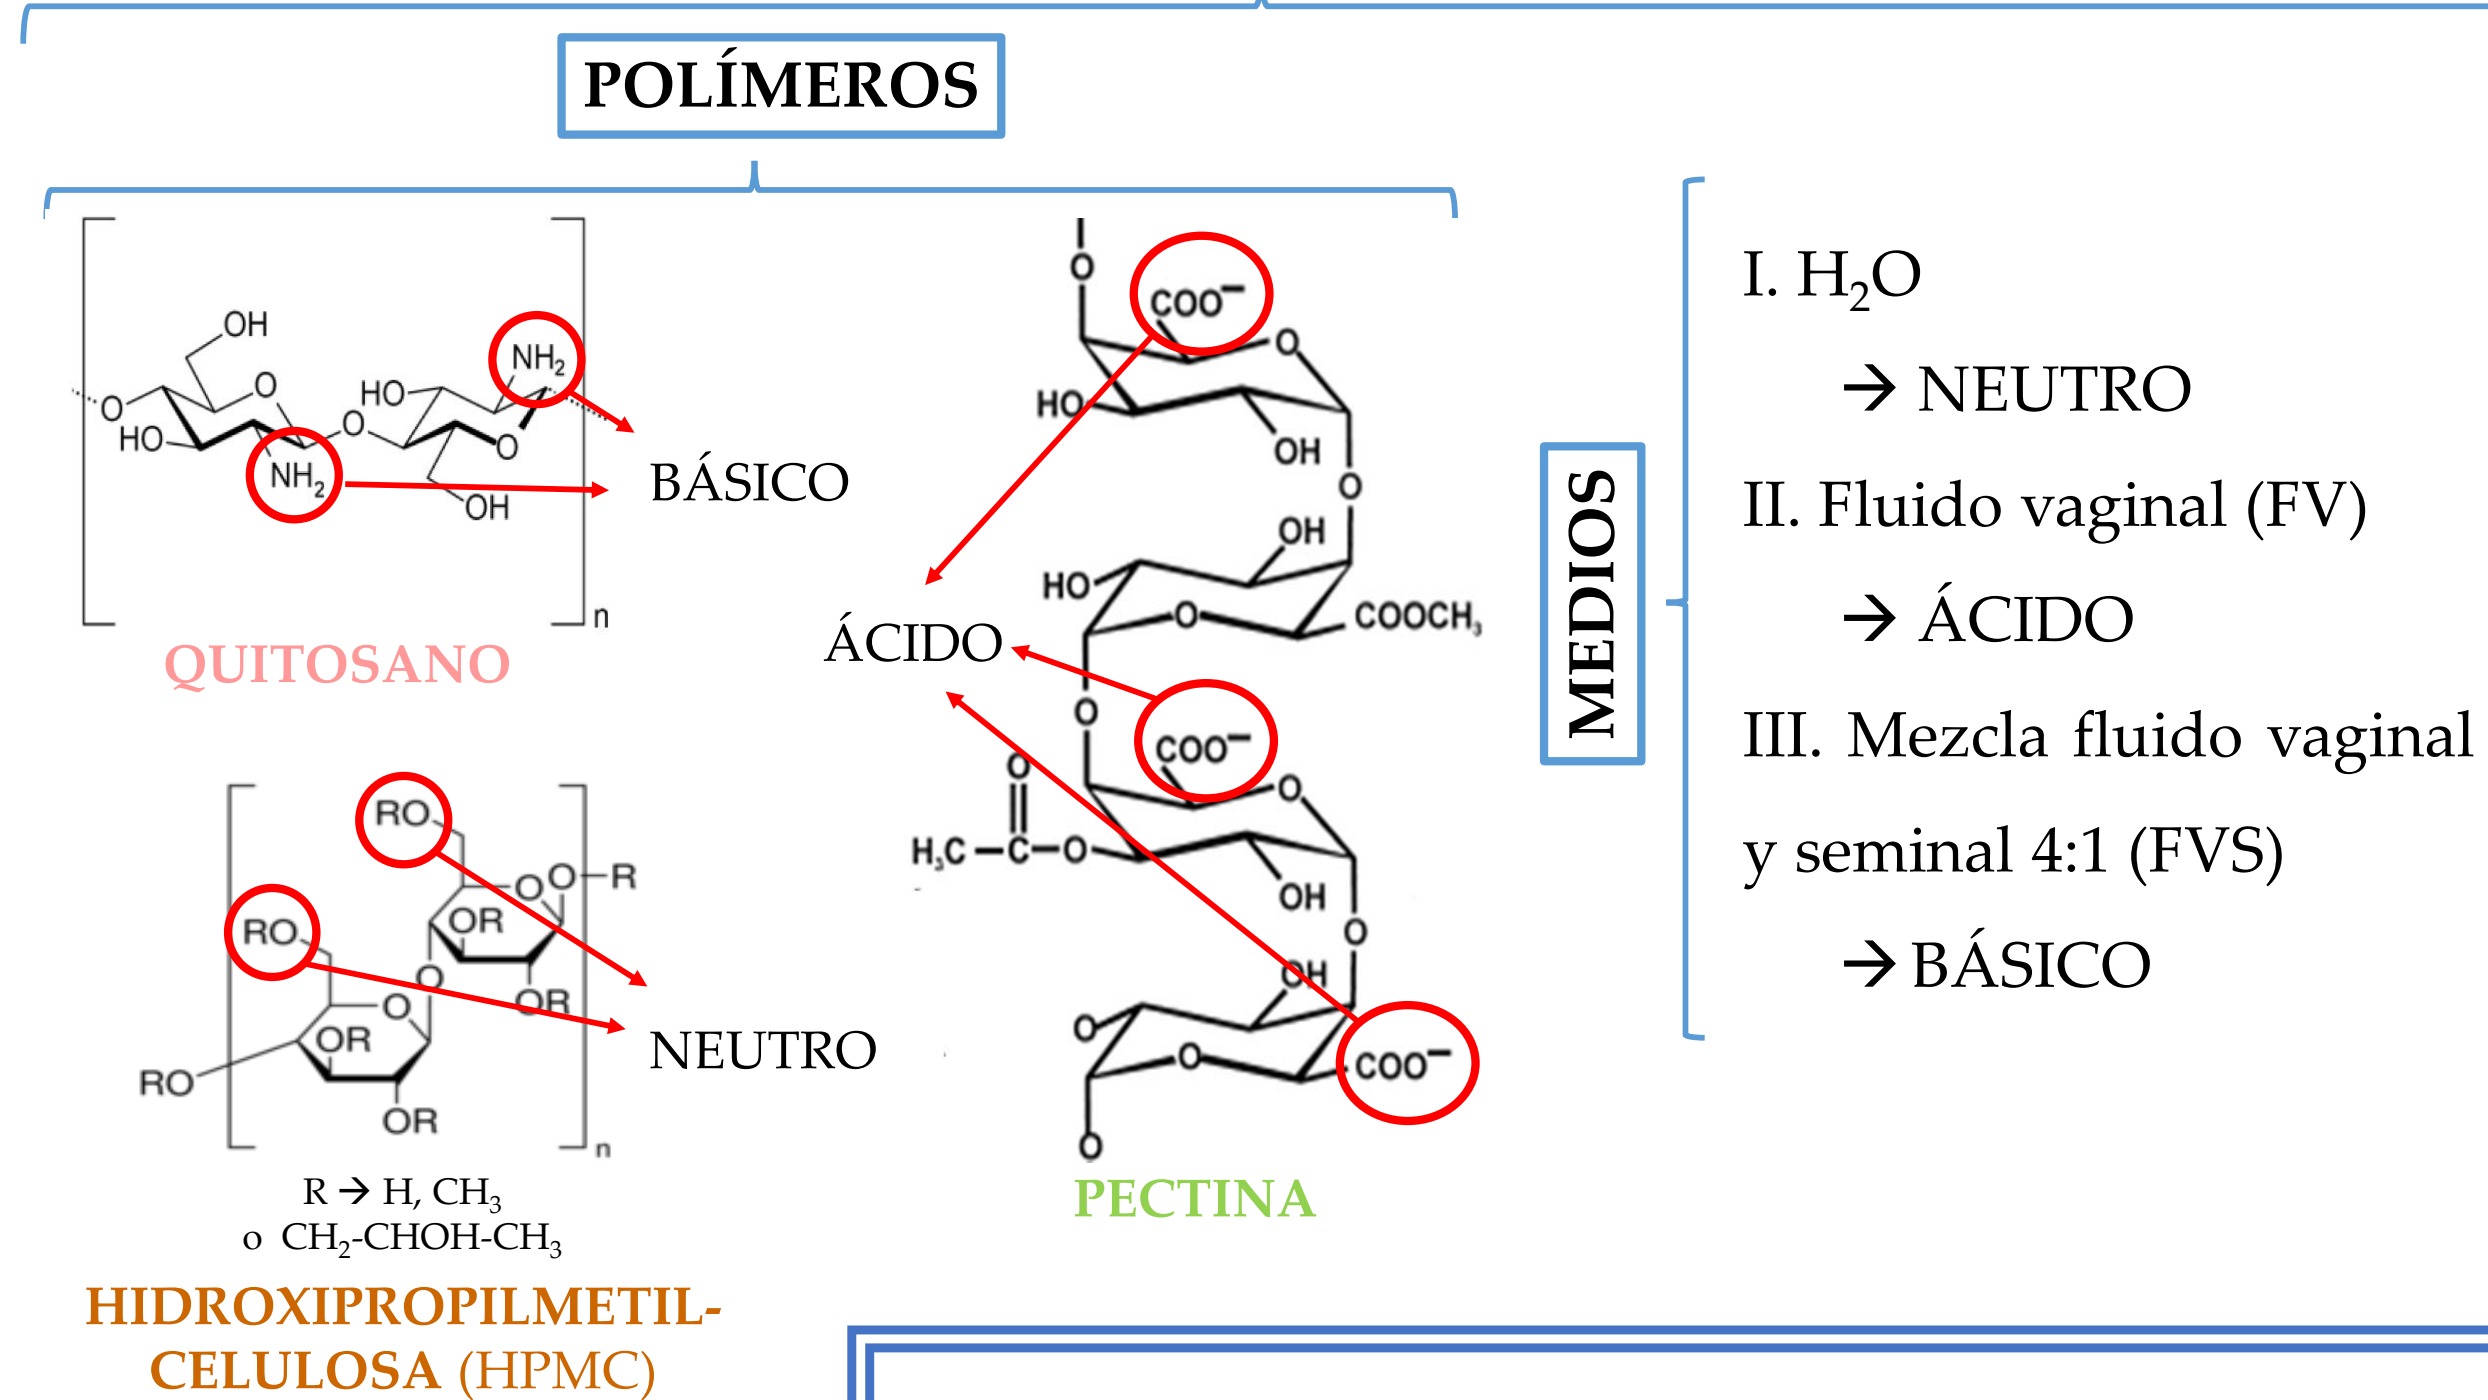 POLÍMEROS
OH
NH₂
O
HO
O
O
HO
NH₂
O
OH
n
BÁSICO
QUITOSANO
RO
RO
O
O
R
OR
O
OR
O
OR
RO
OR
n
NEUTRO
R → H, CH₃
o CH₂-CHOH-CH₃
HIDROXIPROPILMETIL-
CELULOSA (HPMC)
O
COO⁻
O
HO
OH
O
OH
HO
O
COOCH₃
ÁCIDO
O
COO⁻
O
O
H₃C
C
O
OH
O
OH
O
O
COO⁻
O
PECTINA
MEDIOS
I. H₂O
→ NEUTRO
II. Fluido vaginal (FV)
→ ÁCIDO
III. Mezcla fluido vaginal
y seminal 4:1 (FVS)
→ BÁSICO